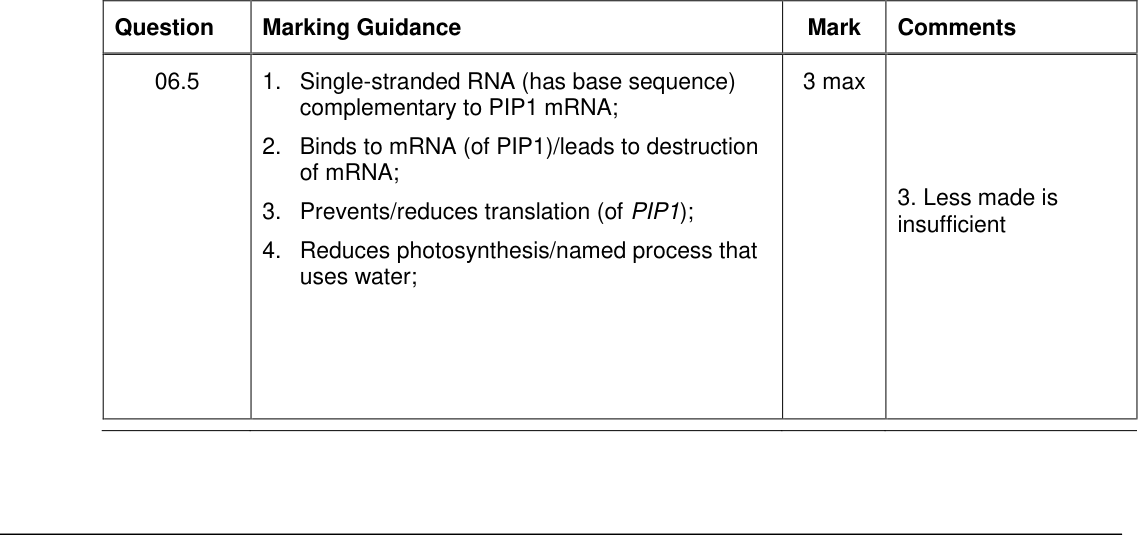 Question Marking Guidance Mark Comments
06.5 1. Single-stranded RNA (has base sequence) 3 max
complementary to PIP1 mRNA;
2. Binds to mRNA (of PIP1)/leads to destruction
of mRNA;
3. Less made is
3. Prevents/reduces translation (of PIP1);
insufficient
4. Reduces photosynthesis/named process that
uses water;